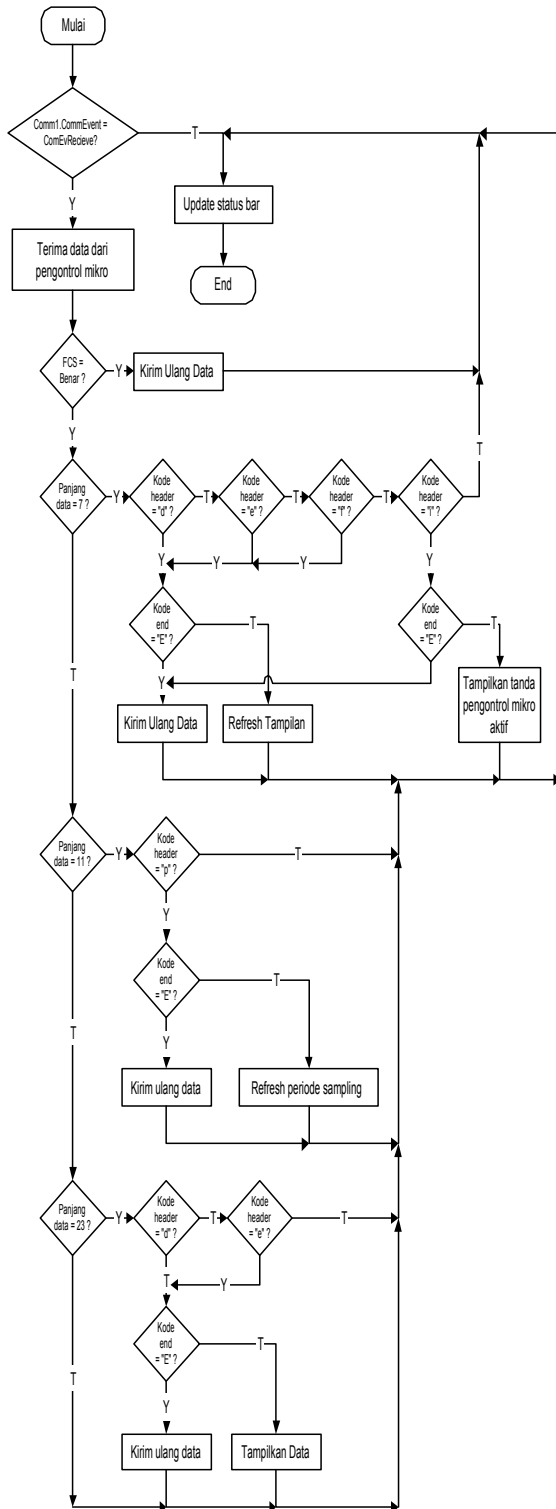 Mulai
Comm1.CommEvent =
ComEvRecieve?
T
Y
Update status bar
Terima data dari
pengontrol mikro
End
FCS =
Benar ?
Y
Kirim Ulang Data
Y
T
Panjang
data = 7 ?
Y
Kode
header
= "d" ?
T
Kode
header
= "e" ?
T
Kode
header
= "f" ?
T
Kode
header
= "i" ?
Y
Y
Y
Y
Kode
end
= "E" ?
T
Kode
end
= "E" ?
T
T
Y
Tampilkan tanda
pengontrol mikro
aktif
Kirim Ulang Data
Refresh Tampilan
Panjang
data = 11 ?
Y
Kode
header
= "p" ?
T
Y
Kode
end
= "E" ?
T
T
Y
Kirim ulang data
Refresh periode sampling
Panjang
data = 23 ?
Y
Kode
header
= "d" ?
T
Kode
header
= "e" ?
T
T
Y
Kode
end
= "E" ?
T
T
Y
Kirim ulang data
Tampilkan Data